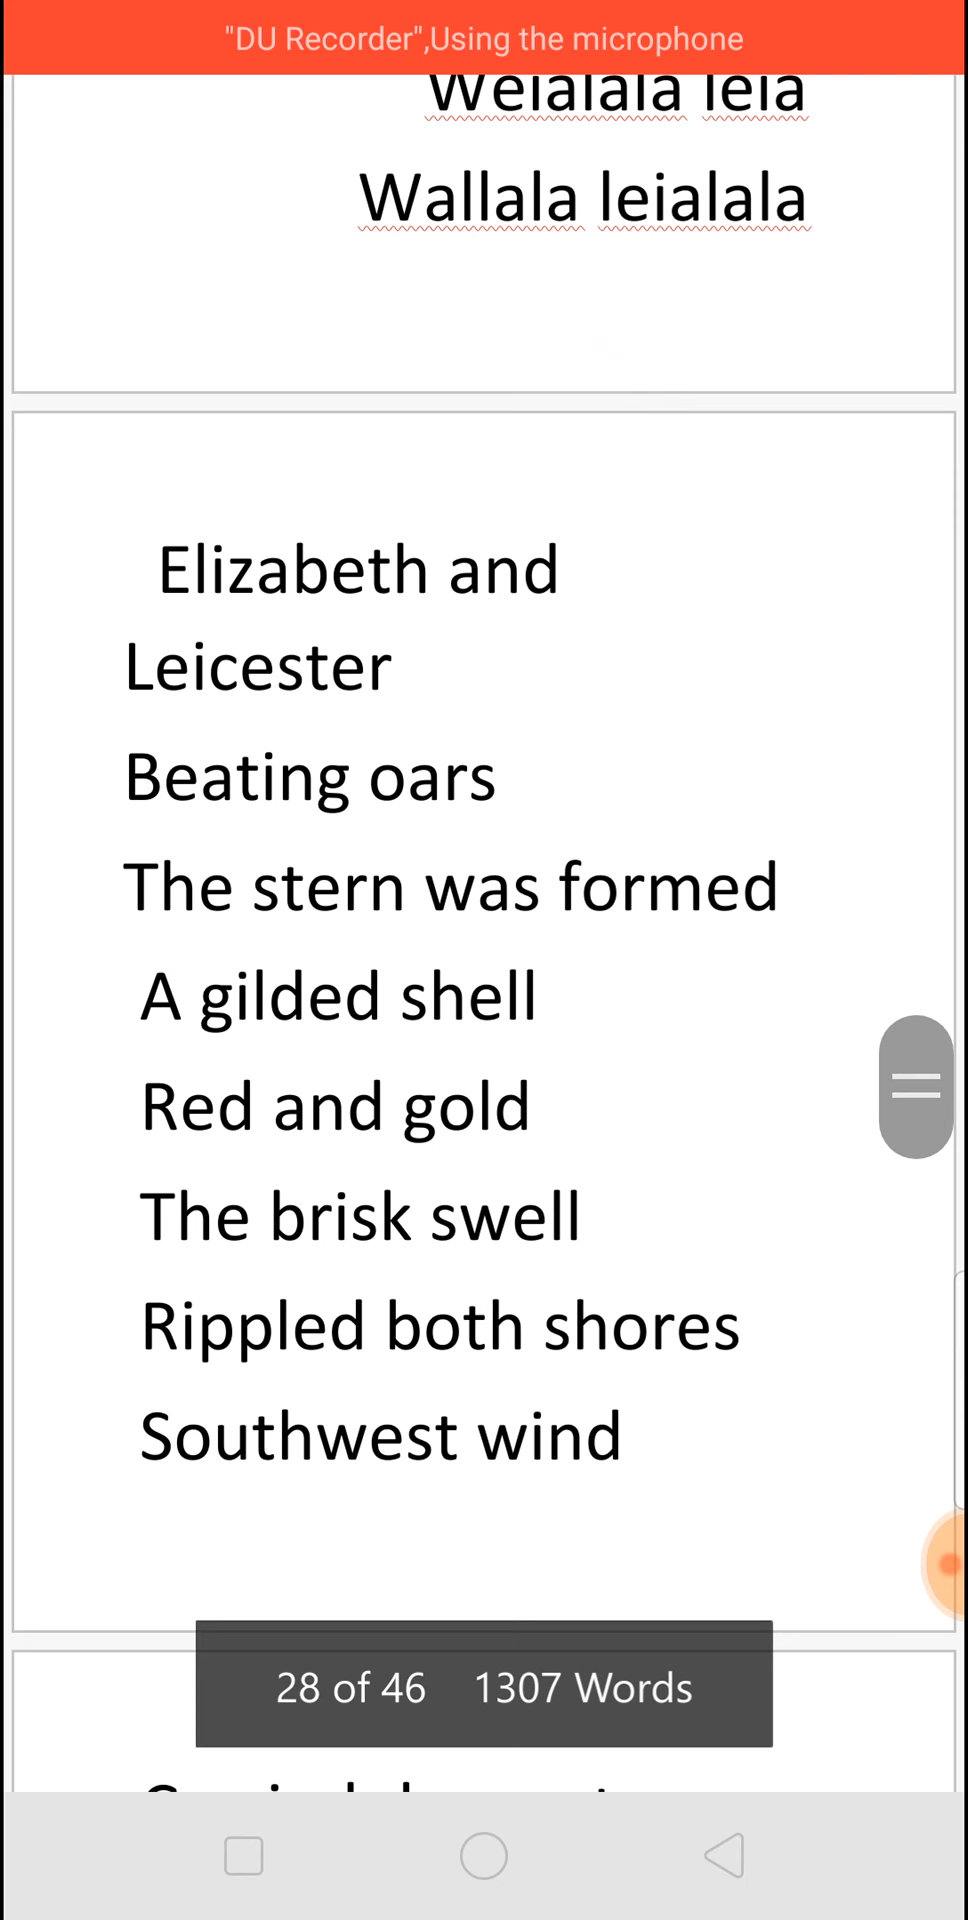 "DU Recorder",Using the microphone
Weialala leia
Wallala leialala
Elizabeth and
Leicester
Beating oars
The stern was formed
A gilded shell
Red and gold
The brisk swell
Rippled both shores
Southwest wind
28 of 46 1307 Words